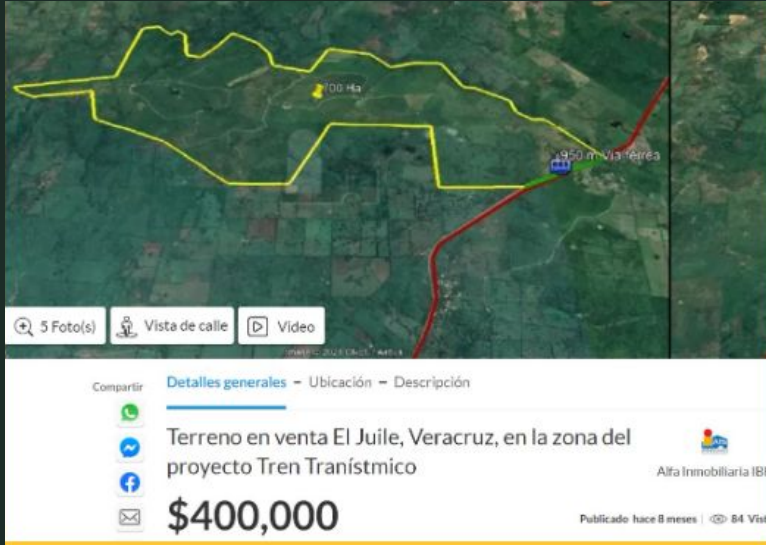 700 Ha
950 m Vía férrea
5 Foto(s)
Vista de calle
Video
Compartir
Detalles generales – Ubicación – Descripción
Terreno en venta El Juile, Veracruz, en la zona del
proyecto Tren Tranístmico
Alfa Inmobiliaria IB
$400,000
Publicado hace 8 meses
84 Vist